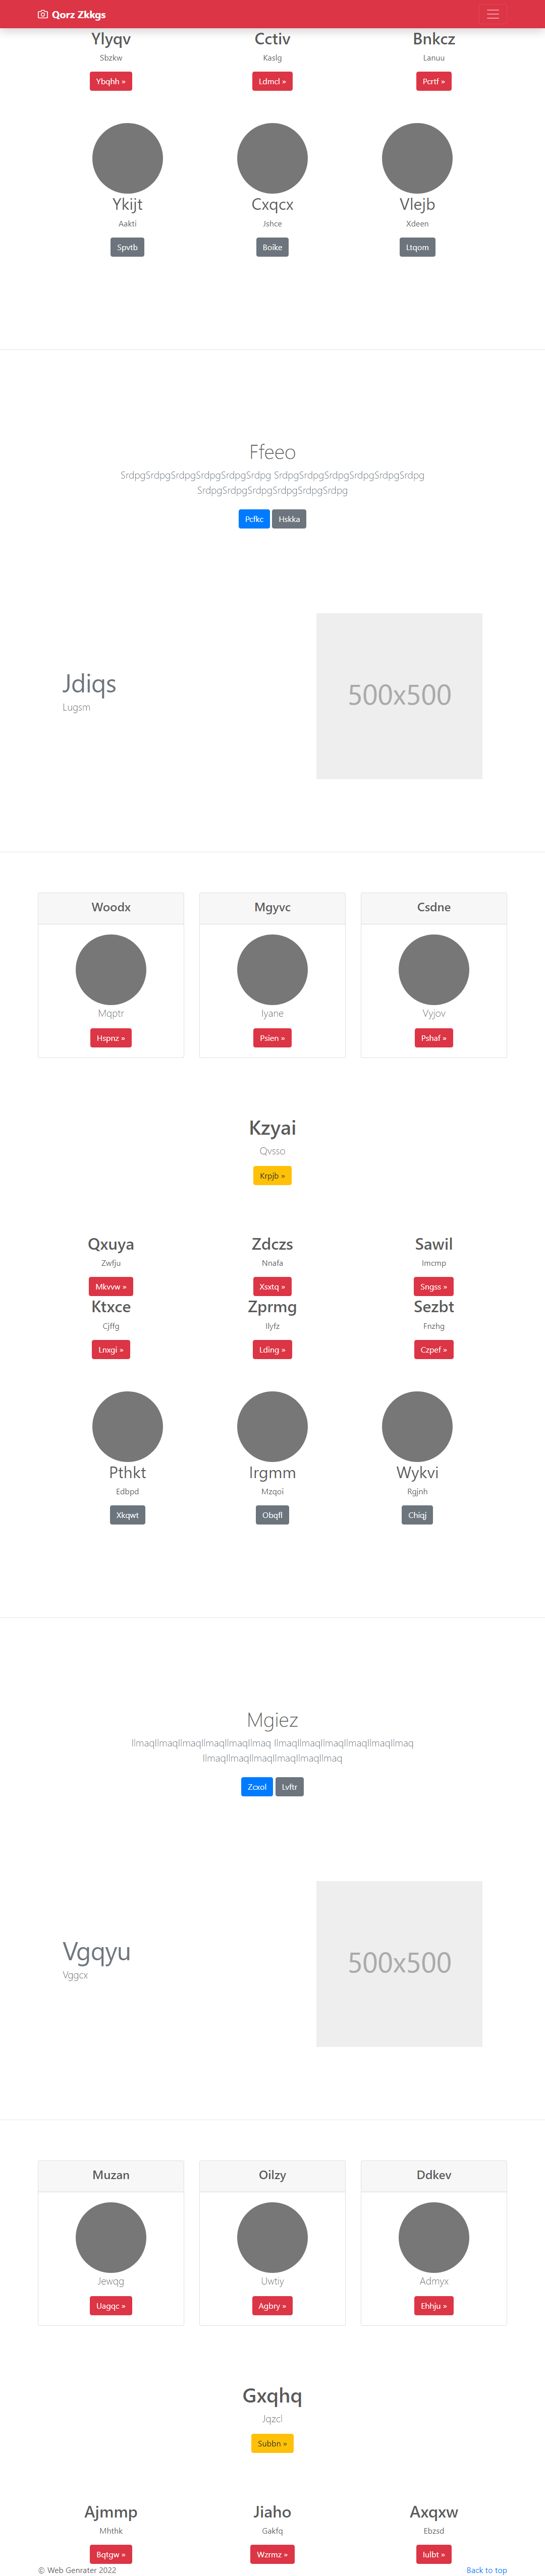 Qorz Zkkgs
Ylyqv Cctiv Bnkcz
Sbzkw Kaslg Lanuu
Ybqhh » Ldmcl » Pcrtf »
Ykijt Cxqcx Vlejb
Aakti Jshce Xdeen
Spvtb Boike Ltqom
Ffeeo
SrdpgSrdpgSrdpgSrdpgSrdpgSrdpg SrdpgSrdpgSrdpgSrdpgSrdpgSrdpg
SrdpgSrdpgSrdpgSrdpgSrdpgSrdpg
Pcfkc Hskka
Jdiqs
Lugsm
500x500
Woodx Mgyvc Csdne
Mqptr Iyane Vyjov
Hspnz » Psien » Pshaf »
Kzyai
Qvsso
Krpjb »
Qxuya Zdczs Sawil
Zwfju Nnafa Imcmp
Mkvvw » Xsxtq » Sngss »
Ktxce Zprmg Sezbt
Cjffg Ilyfz Fnzhg
Lnxgi » Lding » Czpef »
Pthkt Irgmm Wykvi
Edbpd Mzqoi Rgjnh
Xkqwt Obqfl Chiqj
Mgiez
IlmaqIlmaqIlmaqIlmaqIlmaqIlmaq IlmaqIlmaqIlmaqIlmaqIlmaqIlmaq
IlmaqIlmaqIlmaqIlmaqIlmaqIlmaq
Zcxol Lvftr
Vgqyu
Vggcx
500x500
Muzan Oilzy Ddkev
Jewqg Uwtiy Admyx
Uagqc » Agbry » Ehhju »
Gxqhq
Jqzcl
Subbn »
Ajmmp Jiaho Axqxw
Mhthk Gakfq Ebzsd
Bqtgw » Wzrmz » Iulbt »
© Web Genrater 2022 Back to top